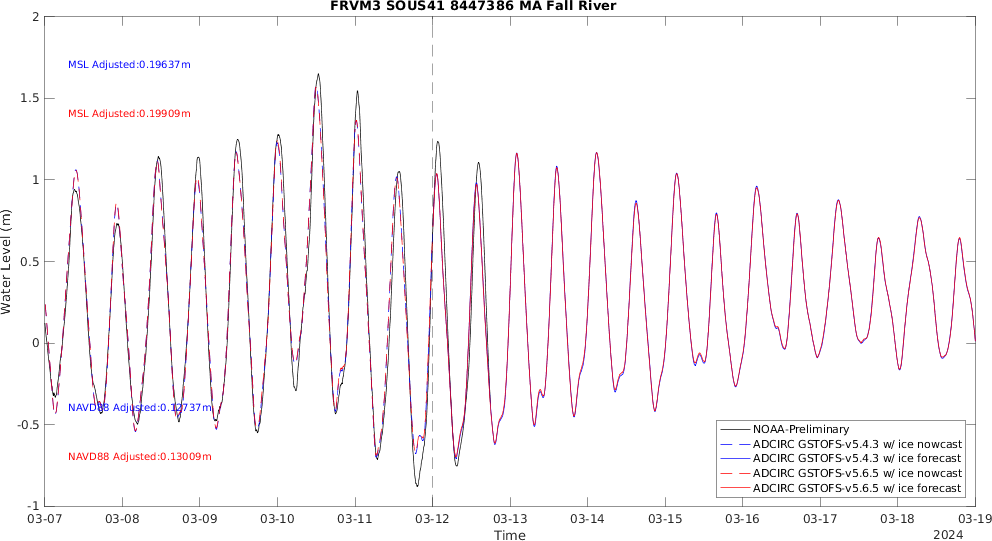 FRVM3 SOUS41 8447386 MA Fall River
2
1.5
1
0.5
0
-0.5
-1
Water Level (m)
MSL Adjusted:0.19637m
MSL Adjusted:0.19909m
NAVD88 Adjusted:0.12737m
NAVD88 Adjusted:0.13009m
NOAA-Preliminary
ADCIRC GSTOFS-v5.4.3 w/ ice nowcast
ADCIRC GSTOFS-v5.4.3 w/ ice forecast
ADCIRC GSTOFS-v5.6.5 w/ ice nowcast
ADCIRC GSTOFS-v5.6.5 w/ ice forecast
03-07 03-08 03-09 03-10 03-11 03-12 03-13 03-14 03-15 03-16 03-17 03-18 03-19
Time
2024